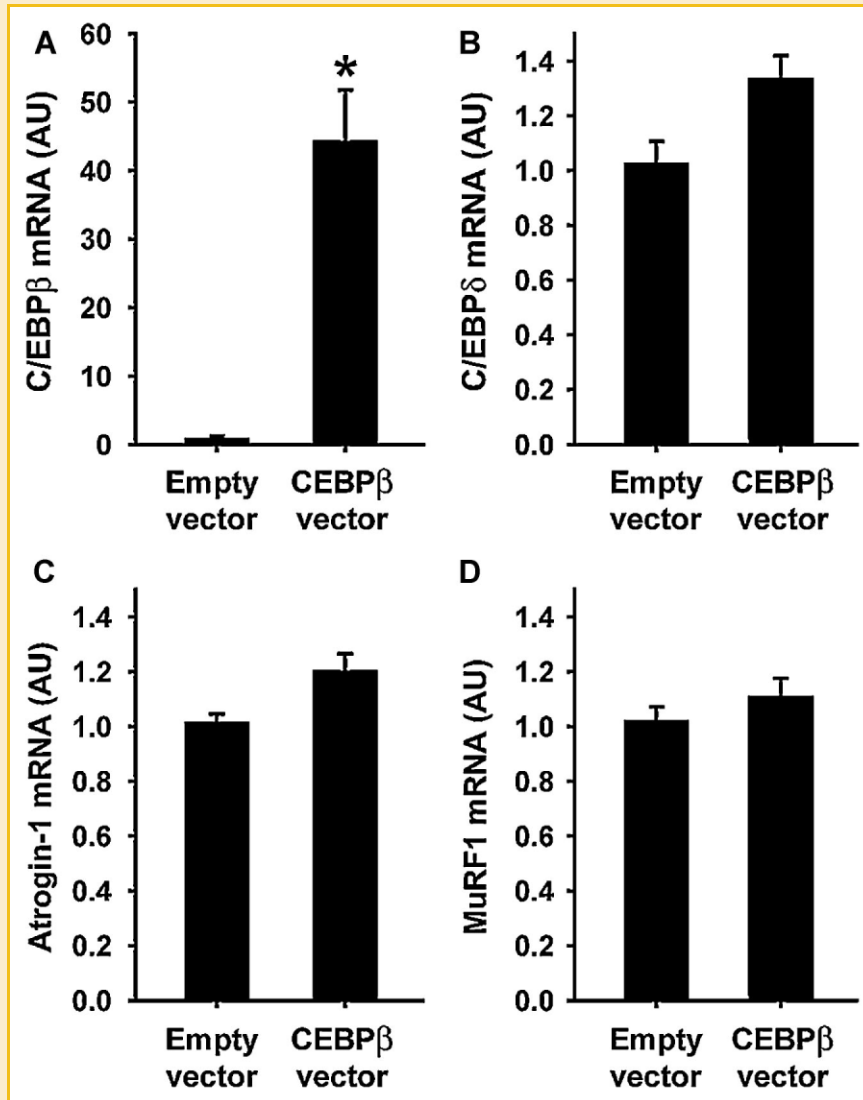 A
C/EBPβ mRNA (AU)
60
50
40
30
20
10
0
*
Empty vector
CEBPβ vector
B
C/EBPδ mRNA (AU)
1.4
1.2
1.0
0.8
0.6
0.4
0.2
0.0
Empty vector
CEBPβ vector
C
Atrogin-1 mRNA (AU)
1.4
1.2
1.0
0.8
0.6
0.4
0.2
0.0
Empty vector
CEBPβ vector
D
MuRF1 mRNA (AU)
1.4
1.2
1.0
0.8
0.6
0.4
0.2
0.0
Empty vector
CEBPβ vector